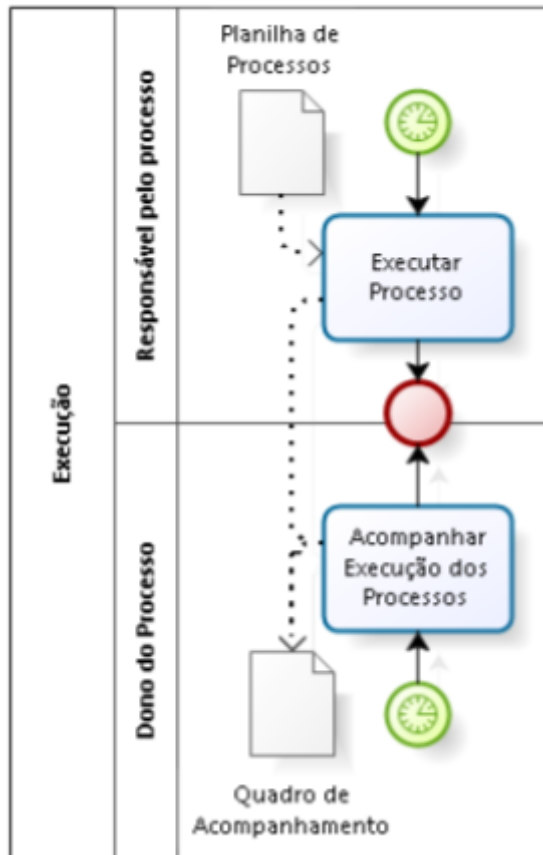 Execução
Responsável pelo processo
Planilha de
Processos
Executar
Processo
Dono do Processo
Acompanhar
Execução dos
Processos
Quadro de
Acompanhamento